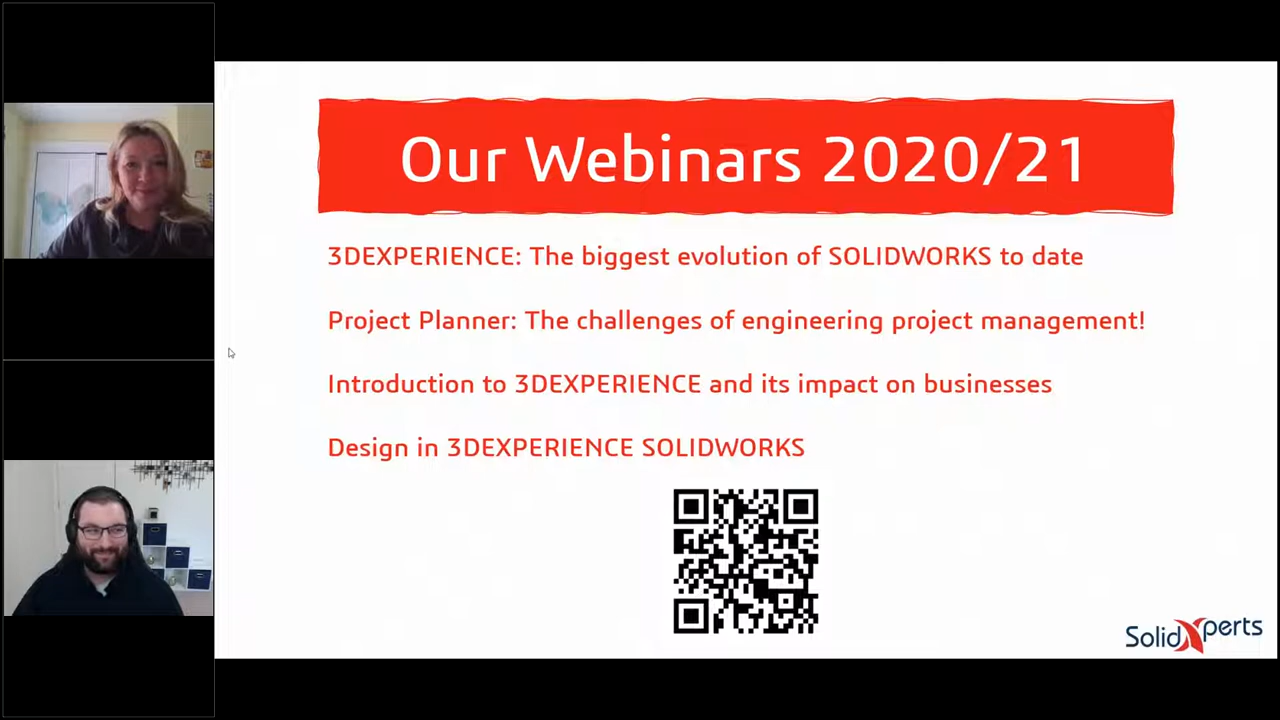 Our Webinars 2020/21
3DEXPERIENCE: The biggest evolution of SOLIDWORKS to date
Project Planner: The challenges of engineering project management!
Introduction to 3DEXPERIENCE and its impact on businesses
Design in 3DEXPERIENCE SOLIDWORKS
SolidXperts